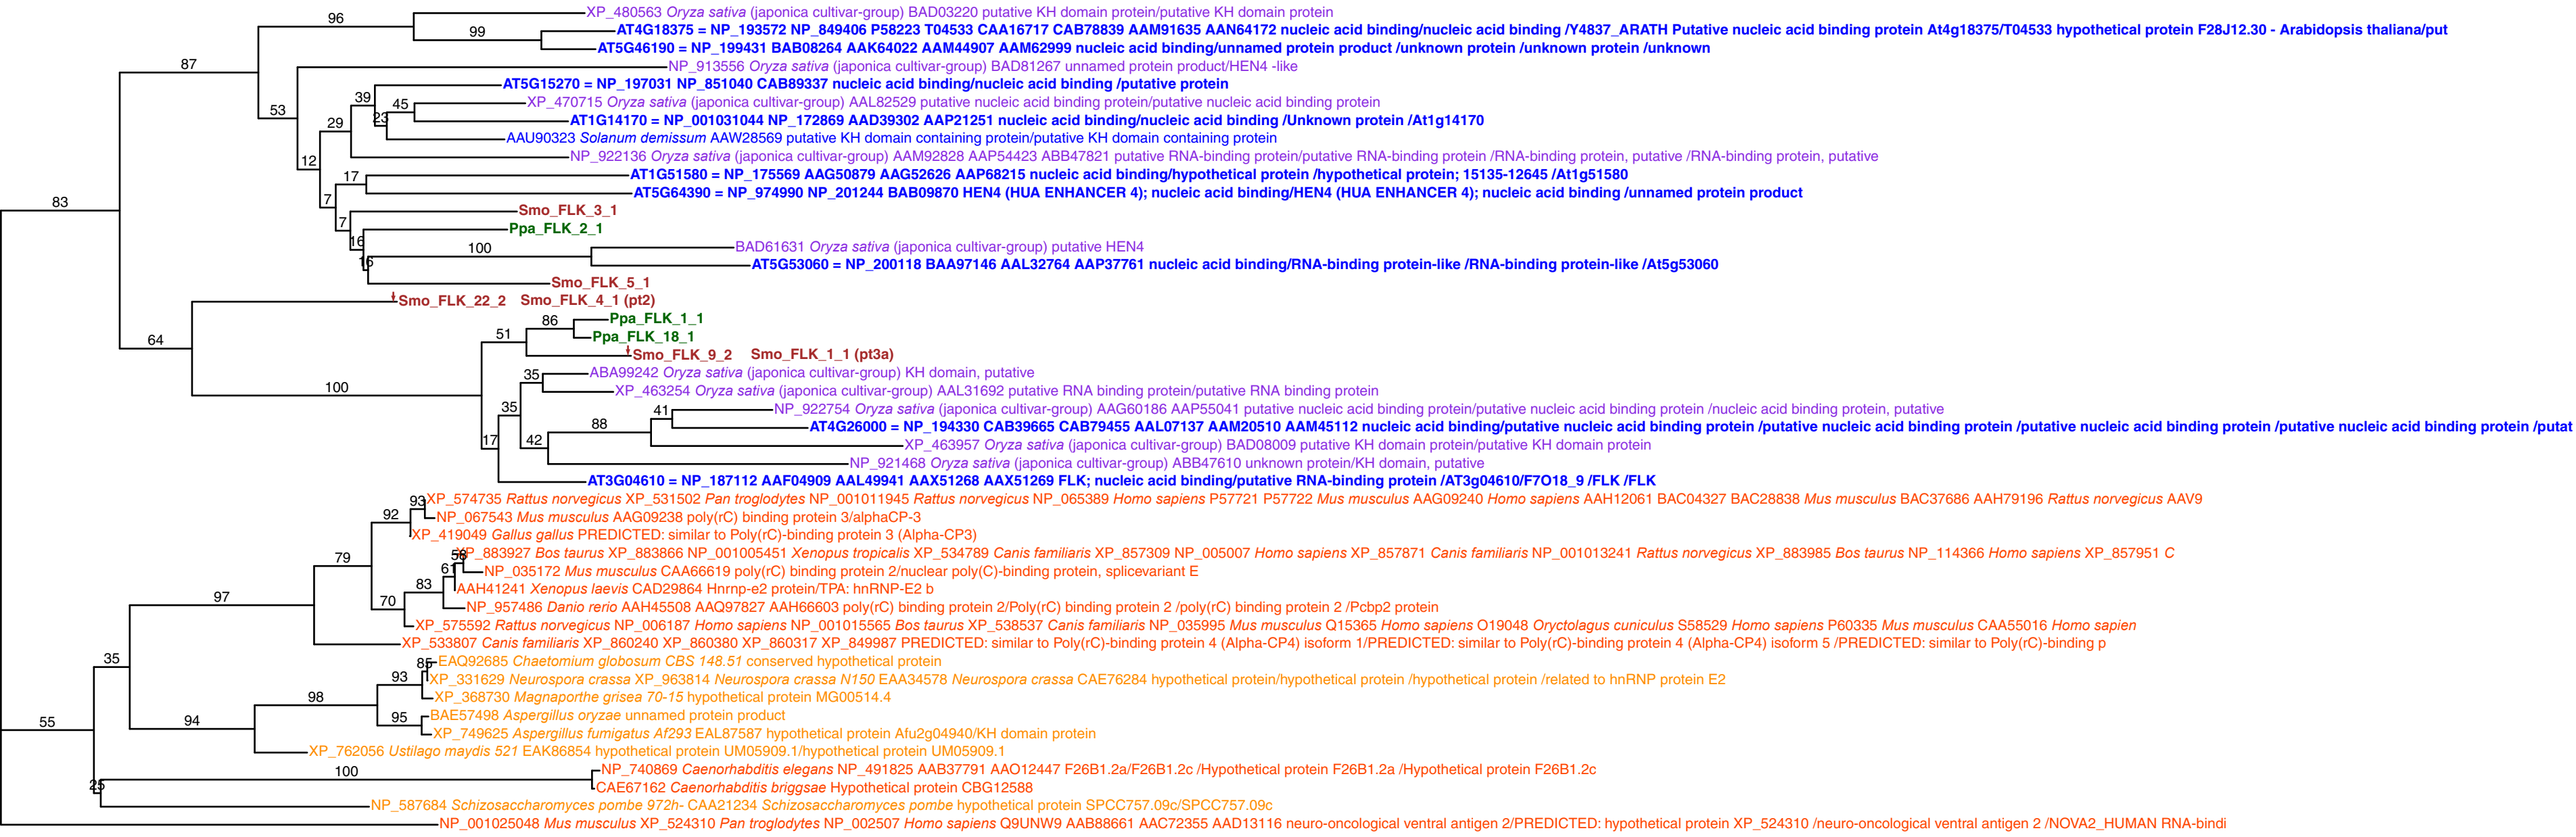 96
XP_480563 Oryza sativa (japonica cultivar-group) BAD03220 putative KH domain protein/putative KH domain protein
99
AT4G18375 = NP_193572 NP_849406 P58223 T04533 CAA16717 CAB78839 AAM91635 AAN64172 nucleic acid binding/nucleic acid binding /Y4837_ARATH Putative nucleic acid binding protein At4g18375/T04533 hypothetical protein F28J12.30 - Arabidopsis thaliana/put
AT5G46190 = NP_199431 BAB08264 AAK64022 AAM44907 AAM62999 nucleic acid binding/unnamed protein product /unknown protein /unknown protein /unknown
87
NP_913556 Oryza sativa (japonica cultivar-group) BAD81267 unnamed protein product/HEN4 -like
AT5G15270 = NP_197031 NP_851040 CAB89337 nucleic acid binding/nucleic acid binding /putative protein
39
45
XP_470715 Oryza sativa (japonica cultivar-group) AAL82529 putative nucleic acid binding protein/putative nucleic acid binding protein
53
23
AT1G14170 = NP_001031044 NP_172869 AAD39302 AAP21251 nucleic acid binding/nucleic acid binding /Unknown protein /At1g14170
29
AAU90323 Solanum demissum AAW28569 putative KH domain containing protein/putative KH domain containing protein
12
NP_922136 Oryza sativa (japonica cultivar-group) AAM92828 AAP54423 ABB47821 putative RNA-binding protein/putative RNA-binding protein /RNA-binding protein, putative /RNA-binding protein, putative
17
AT1G51580 = NP_175569 AAG50879 AAG52626 AAP68215 nucleic acid binding/hypothetical protein /hypothetical protein; 15135-12645 /At1g51580
AT5G64390 = NP_974990 NP_201244 BAB09870 HEN4 (HUA ENHANCER 4); nucleic acid binding/HEN4 (HUA ENHANCER 4); nucleic acid binding /unnamed protein product
83
7
Smo_FLK_3_1
7
Ppa_FLK_2_1
16
100
BAD61631 Oryza sativa (japonica cultivar-group) putative HEN4
16
AT5G53060 = NP_200118 BAA97146 AAL32764 AAP37761 nucleic acid binding/RNA-binding protein-like /RNA-binding protein-like /At5g53060
Smo_FLK_5_1
Smo_FLK_22_2 Smo_FLK_4_1 (pt2)
86
Ppa_FLK_1_1
64
51
Ppa_FLK_18_1
Smo_FLK_9_2 Smo_FLK_1_1 (pt3a)
100
35
ABA99242 Oryza sativa (japonica cultivar-group) KH domain, putative
XP_463254 Oryza sativa (japonica cultivar-group) AAL31692 putative RNA binding protein/putative RNA binding protein
35
41
NP_922754 Oryza sativa (japonica cultivar-group) AAG60186 AAP55041 putative nucleic acid binding protein/putative nucleic acid binding protein /nucleic acid binding protein, putative
88
AT4G26000 = NP_194330 CAB39665 CAB79455 AAL07137 AAM20510 AAM45112 nucleic acid binding/putative nucleic acid binding protein /putative nucleic acid binding protein /putative nucleic acid binding protein /putative nucleic acid binding protein /putat
17
42
XP_463957 Oryza sativa (japonica cultivar-group) BAD08009 putative KH domain protein/putative KH domain protein
NP_921468 Oryza sativa (japonica cultivar-group) ABB47610 unknown protein/KH domain, putative
AT3G04610 = NP_187112 AAF04909 AAL49941 AAX51268 AAX51269 FLK; nucleic acid binding/putative RNA-binding protein /AT3g04610/F7O18_9 /FLK /FLK
93
XP_574735 Rattus norvegicus XP_531502 Pan troglodytes NP_001011945 Rattus norvegicus NP_065389 Homo sapiens P57721 P57722 Mus musculus AAG09240 Homo sapiens AAH12061 BAC04327 BAC28838 Mus musculus BAC37686 AAH79196 Rattus norvegicus AAV9
92
NP_067543 Mus musculus AAG09238 poly(rC) binding protein 3/alphaCP-3
XP_419049 Gallus gallus PREDICTED: similar to Poly(rC)-binding protein 3 (Alpha-CP3)
79
XP_883927 Bos taurus XP_883866 NP_001005451 Xenopus tropicalis XP_534789 Canis familiaris XP_857309 NP_005007 Homo sapiens XP_857871 Canis familiaris NP_001013241 Rattus norvegicus XP_883985 Bos taurus NP_114366 Homo sapiens XP_857951 C
61
NP_035172 Mus musculus CAA66619 poly(rC) binding protein 2/nuclear poly(C)-binding protein, splicevariant E
83
AAH41241 Xenopus laevis CAD29864 Hnrnp-e2 protein/TPA: hnRNP-E2 b
97
70
NP_957486 Danio rerio AAH45508 AAQ97827 AAH66603 poly(rC) binding protein 2/Poly(rC) binding protein 2 /poly(rC) binding protein 2 /Pcbp2 protein
XP_575592 Rattus norvegicus NP_006187 Homo sapiens NP_001015565 Bos taurus XP_538537 Canis familiaris NP_035995 Mus musculus Q15365 Homo sapiens O19048 Oryctolagus cuniculus S58529 Homo sapiens P60335 Mus musculus CAA55016 Homo sapien
XP_533807 Canis familiaris XP_860240 XP_860380 XP_860317 XP_849987 PREDICTED: similar to Poly(rC)-binding protein 4 (Alpha-CP4) isoform 1/PREDICTED: similar to Poly(rC)-binding protein 4 (Alpha-CP4) isoform 5 /PREDICTED: similar to Poly(rC)-binding p
35
85
EAQ92685 Chaetomium globosum CBS 148.51 conserved hypothetical protein
93
XP_331629 Neurospora crassa XP_963814 Neurospora crassa N150 EAA34578 Neurospora crassa CAE76284 hypothetical protein/hypothetical protein /hypothetical protein /related to hnRNP protein E2
98
XP_368730 Magnaporthe grisea 70-15 hypothetical protein MG00514.4
55
94
95
BAE57498 Aspergillus oryzae unnamed protein product
XP_749625 Aspergillus fumigatus Af293 EAL87587 hypothetical protein Afu2g04940/KH domain protein
XP_762056 Ustilago maydis 521 EAK86854 hypothetical protein UM05909.1/hypothetical protein UM05909.1
100
NP_740869 Caenorhabditis elegans NP_491825 AAB37791 AAO12447 F26B1.2a/F26B1.2c /Hypothetical protein F26B1.2a /Hypothetical protein F26B1.2c
25
CAE67162 Caenorhabditis briggsae Hypothetical protein CBG12588
NP_587684 Schizosaccharomyces pombe 972h- CAA21234 Schizosaccharomyces pombe hypothetical protein SPCC757.09c/SPCC757.09c
NP_001025048 Mus musculus XP_524310 Pan troglodytes NP_002507 Homo sapiens Q9UNW9 AAB88661 AAC72355 AAD13116 neuro-oncological ventral antigen 2/PREDICTED: hypothetical protein XP_524310 /neuro-oncological ventral antigen 2 /NOVA2_HUMAN RNA-bindi